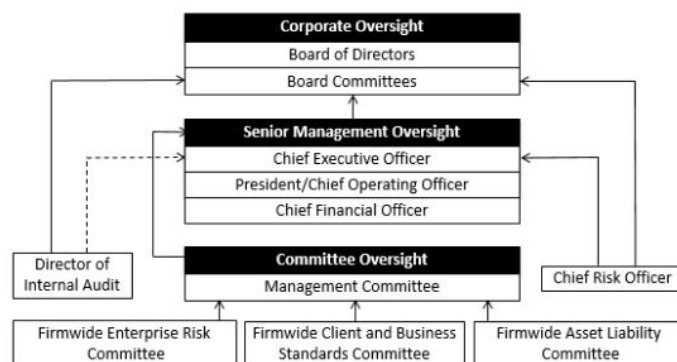 Corporate Oversight
Board of Directors
Board Committees
Senior Management Oversight
Chief Executive Officer
President/Chief Operating Officer
Chief Financial Officer
Director of
Internal Audit
Committee Oversight
Management Committee
Chief Risk Officer
Firmwide Enterprise Risk
Committee
Firmwide Client and Business
Standards Committee
Firmwide Asset Liability
Committee